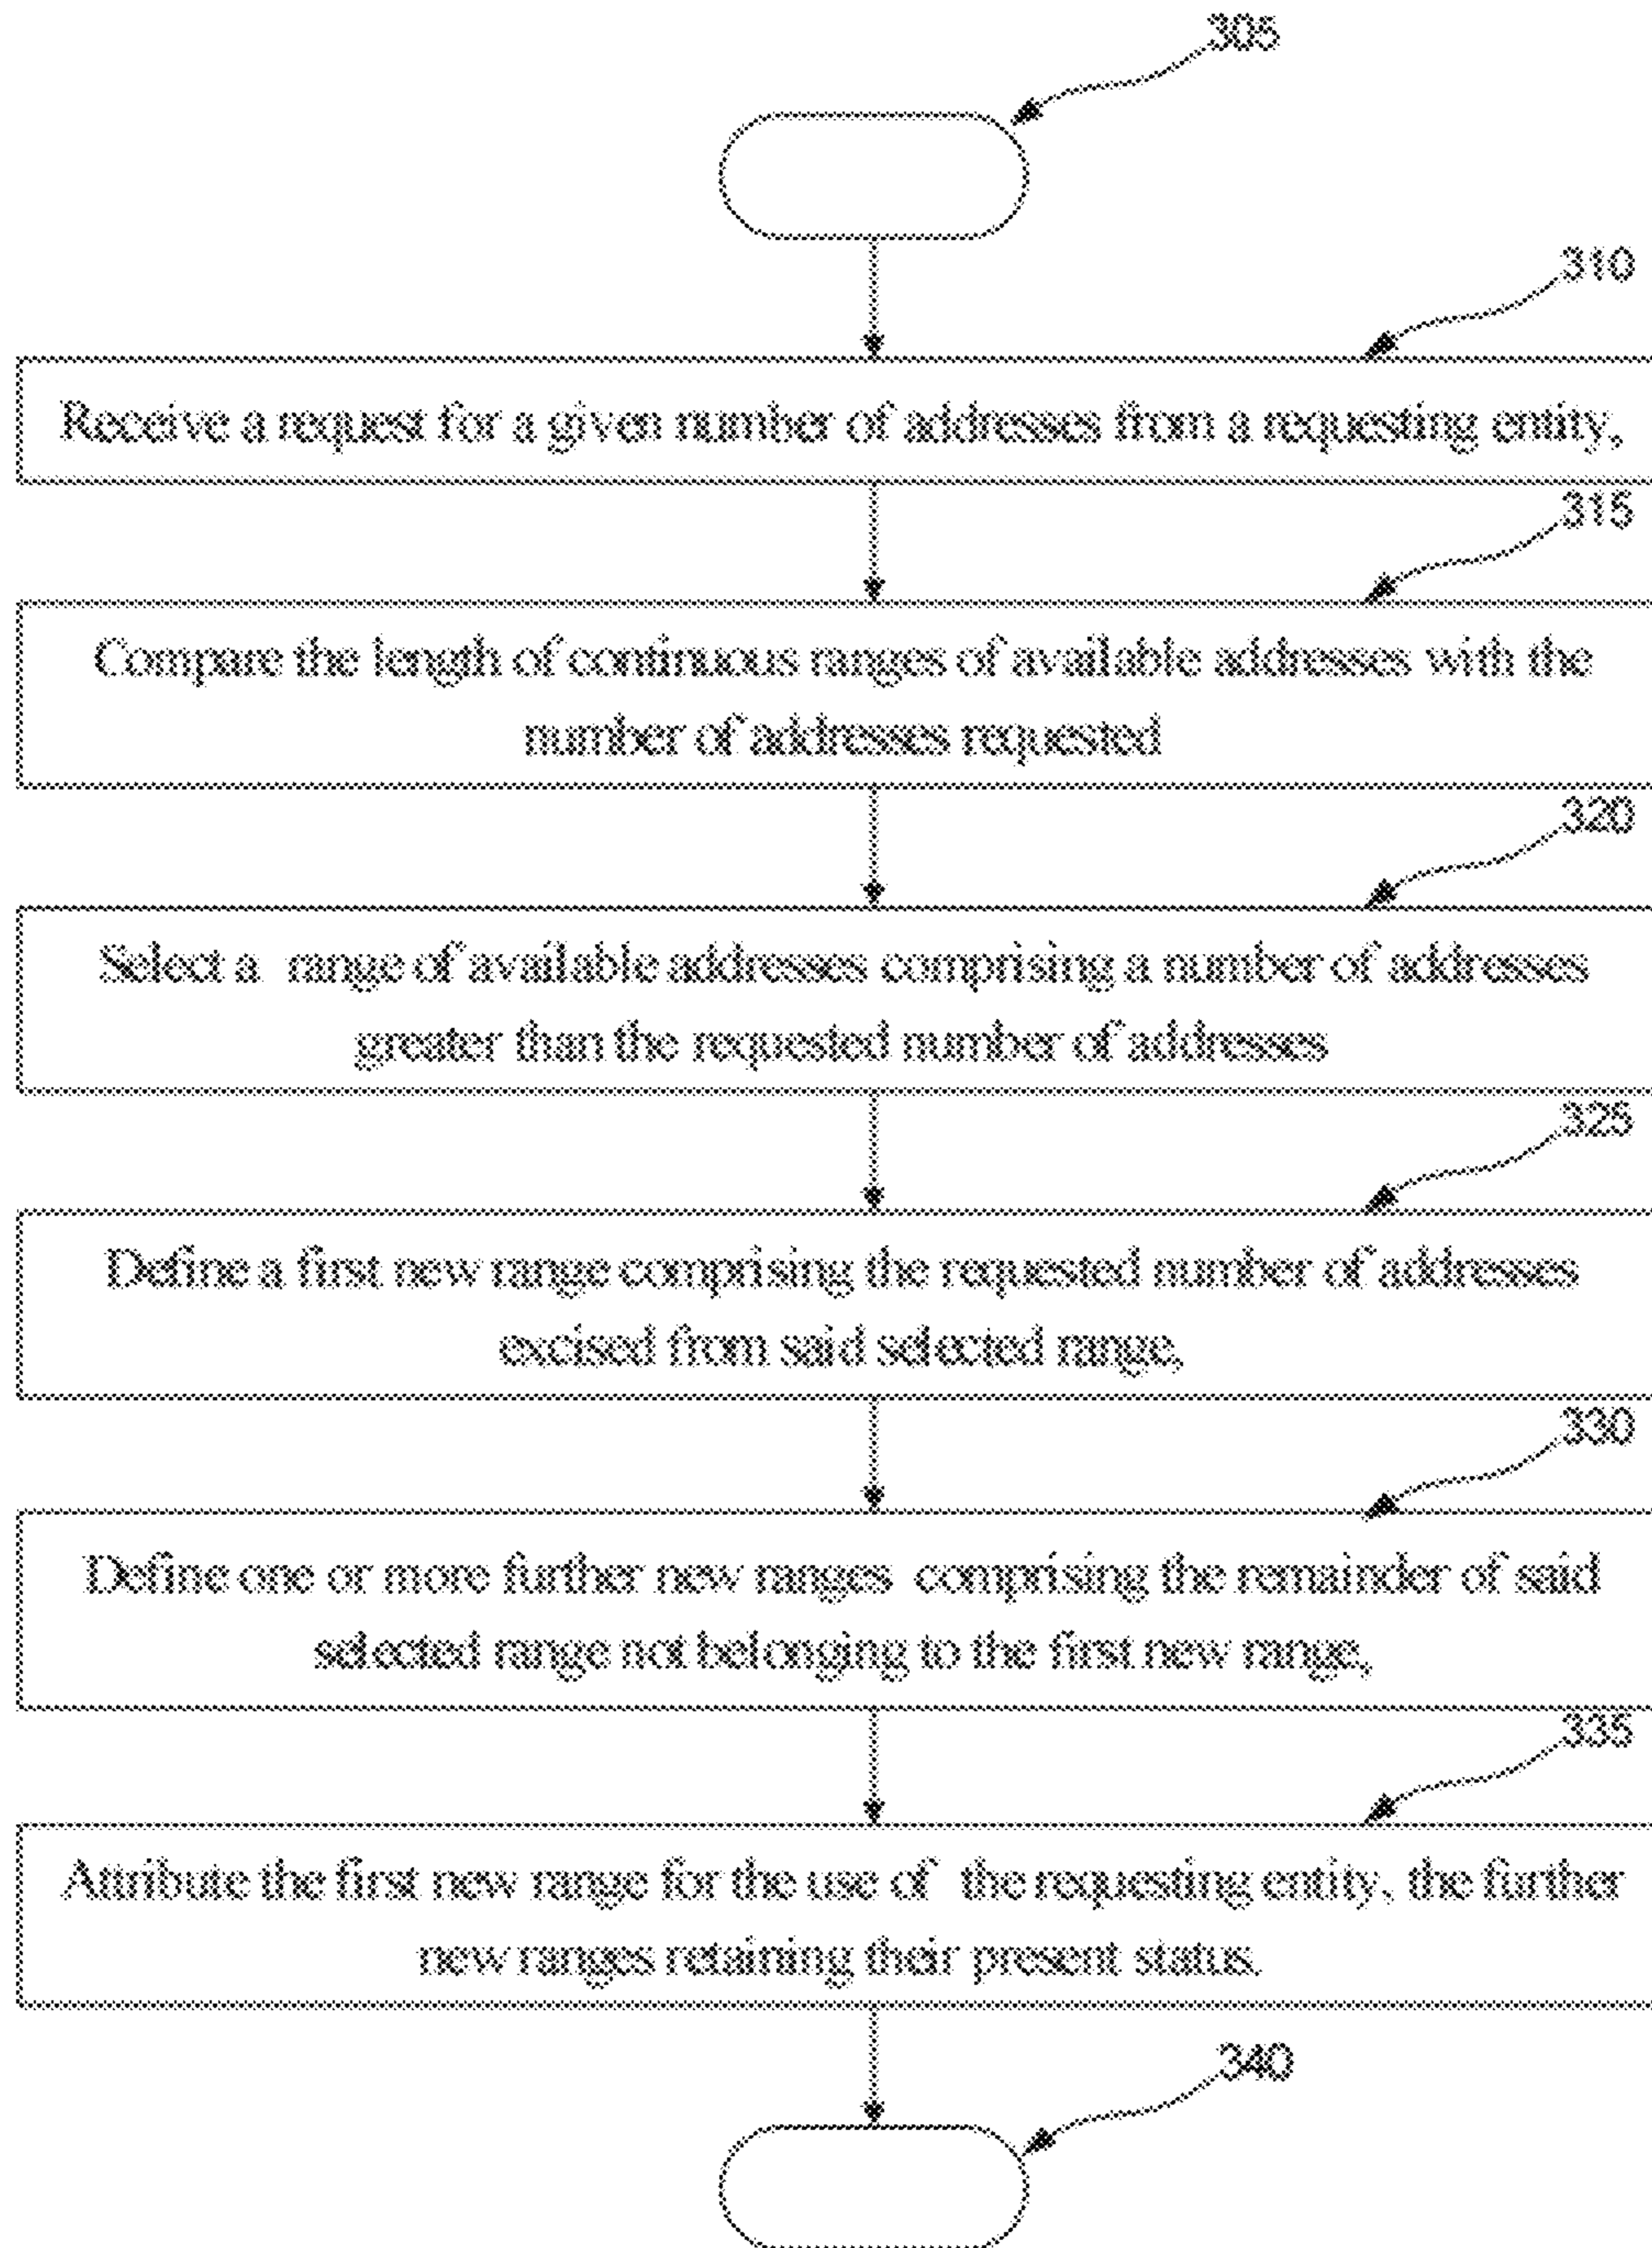 305
310
Receive a request for a given number of addresses from a requesting entity,
315
Compare the length of continuous ranges of available addresses with the
number of addresses requested
320
Select a range of available addresses comprising a number of addresses
greater than the requested number of addresses
325
Define a first new range comprising the requested number of addresses
excised from said selected range,
330
Define one or more further new ranges comprising the remainder of said
selected range not belonging to the first new range,
335
Attribute the first new range for the use of the requesting entity, the further
new ranges retaining their present status.
340